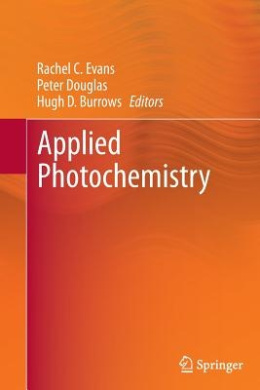 Rachel C. Evans
Peter Douglas
Hugh D. Burrows Editors
Applied
Photochemistry
Springer